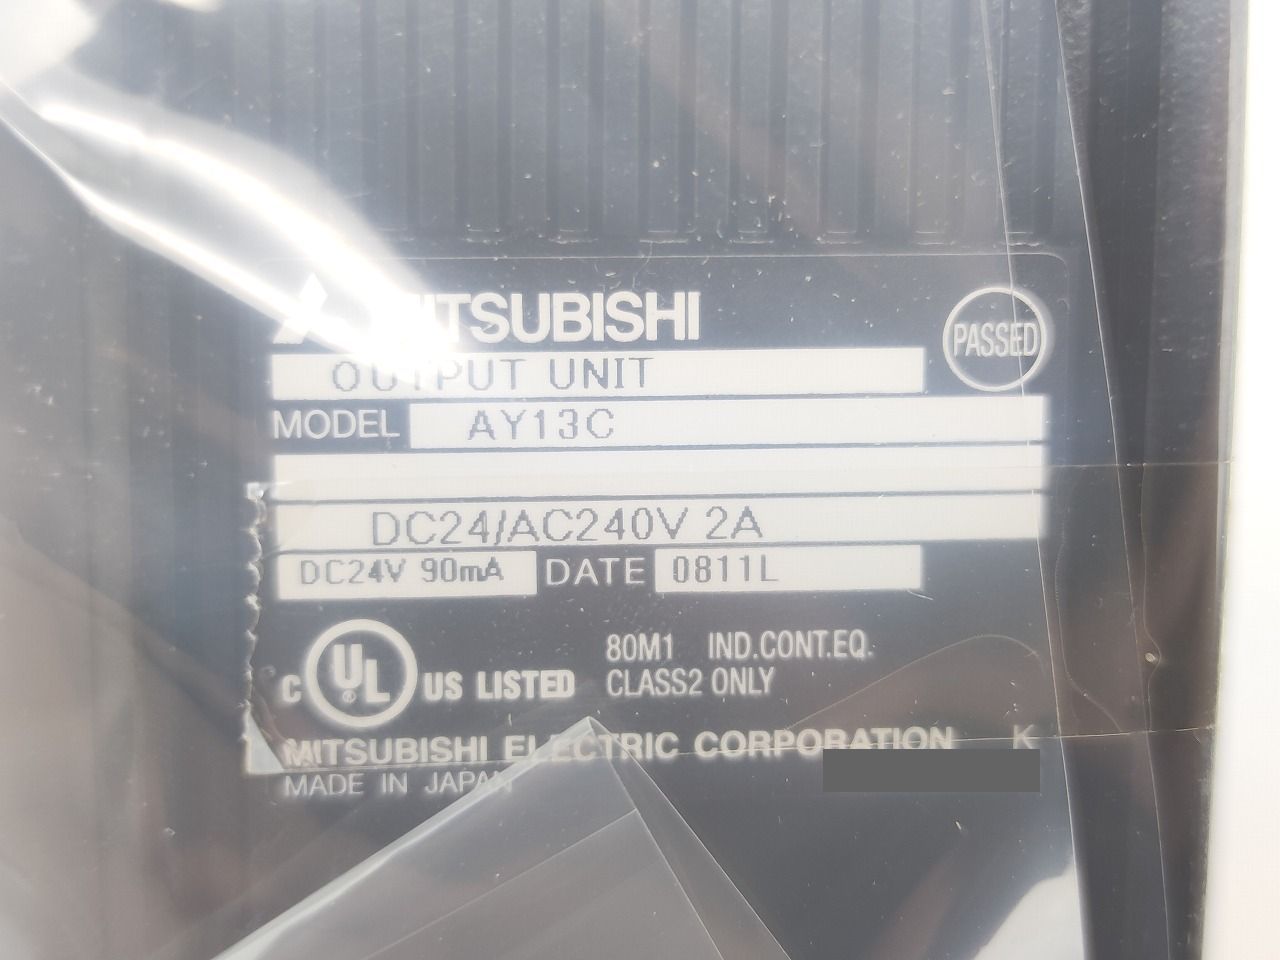 MITSUBISHI
PASSED
OUTPUT UNIT
MODEL AY13C
DC24/AC240V 2A
DC24V 90mA DATE 0811L
C UL® US LISTED
80M1 IND.CONT.EQ.
CLASS2 ONLY
MITSUBISHI ELECTRIC CORPORATION K
MADE IN JAPAN